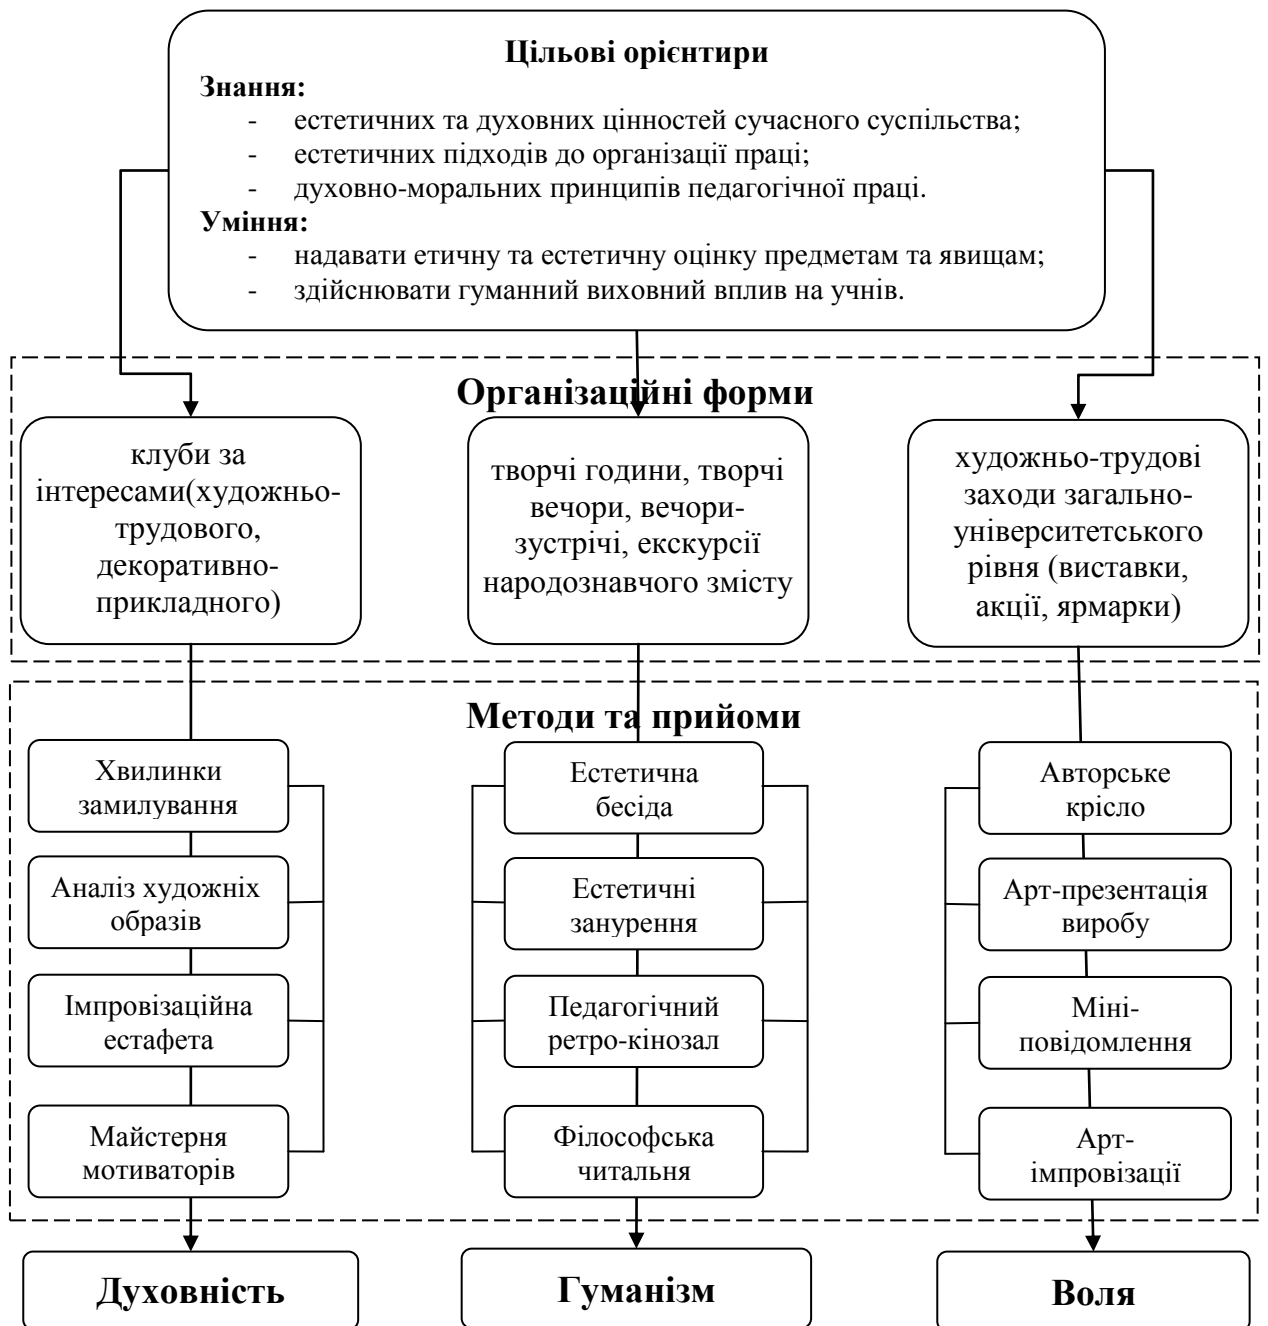 Цільові орієнтири
Знання:
- естетичних та духовних цінностей сучасного суспільства;
- естетичних підходів до організації праці;
- духовно-моральних принципів педагогічної праці.
Уміння:
- надавати етичну та естетичну оцінку предметам та явищам;
- здійснювати гуманний виховний вплив на учнів.
Організаційні форми
клуби за
інтересами(художньо-
трудового,
декоративно-
прикладного)
творчі години, творчі
вечори, вечори-
зустрічі, екскурсії
народознавчого змісту
художньо-трудові
заходи загально-
університетського
рівня (виставки,
акції, ярмарки)
Методи та прийоми
Хвилинки
замилування
Аналіз художніх
образів
Імпровізаційна
естафета
Майстерня
мотиваторів
Естетична
бесіда
Естетичні
занурення
Педагогічний
ретро-кінозал
Філософська
читальня
Авторське
крісло
Арт-презентація
виробу
Міні-
повідомлення
Арт-
імпровізації
Духовність
Гуманізм
Воля